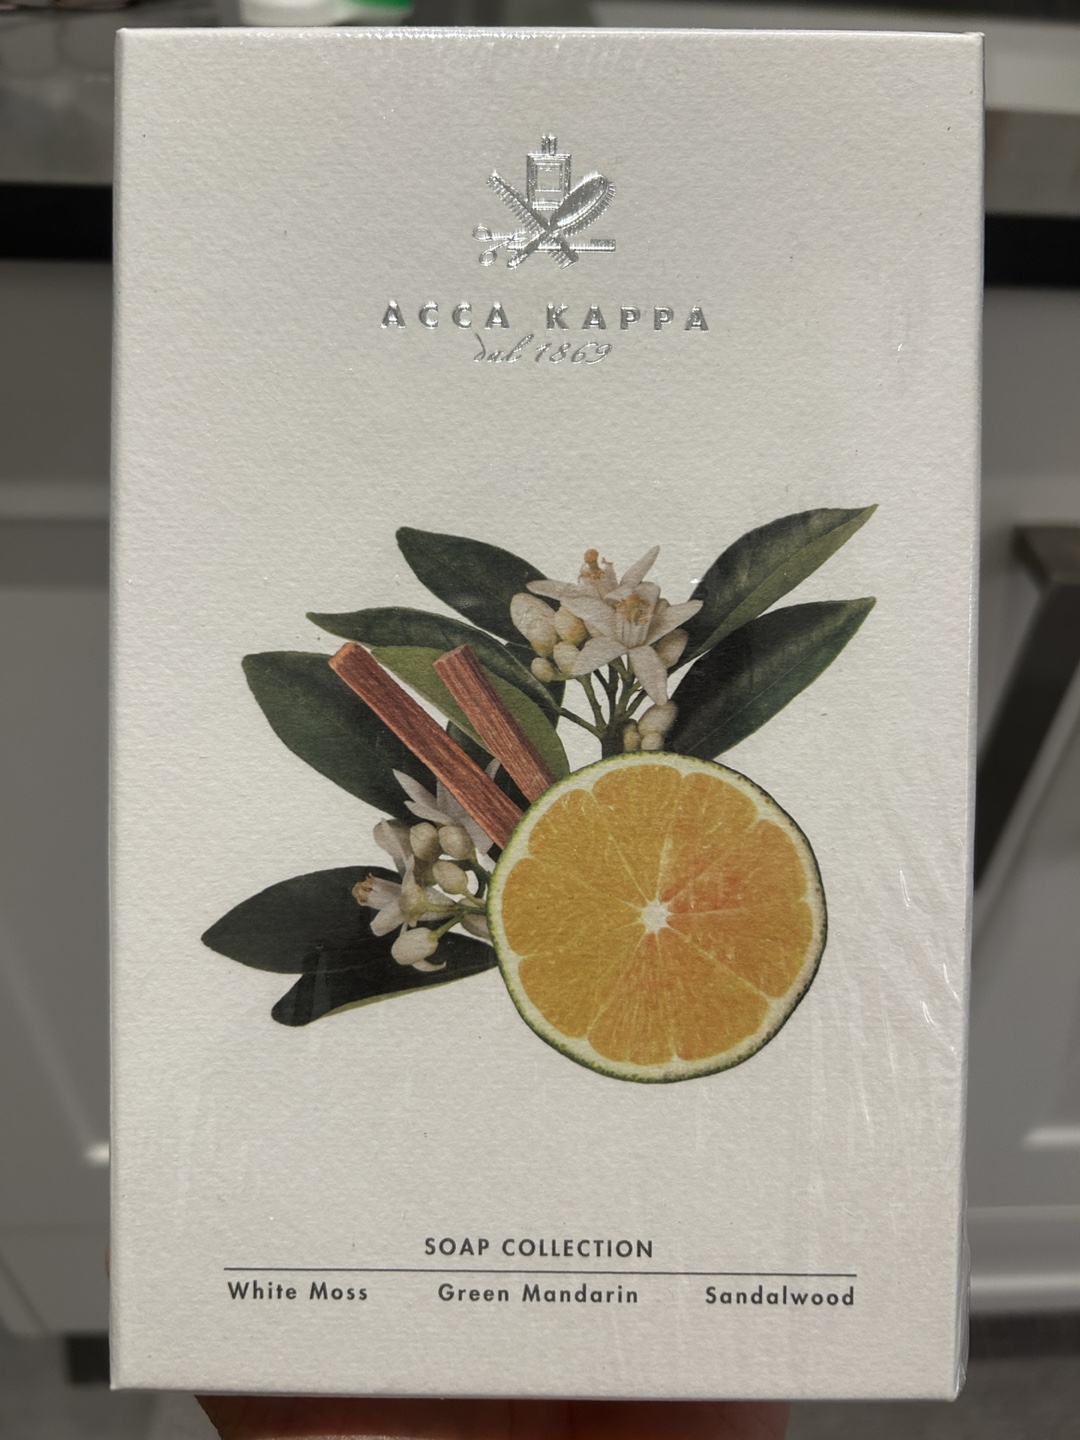 ACCA KAPPA
dal 1869
SOAP COLLECTION
White Moss Green Mandarin Sandalwood